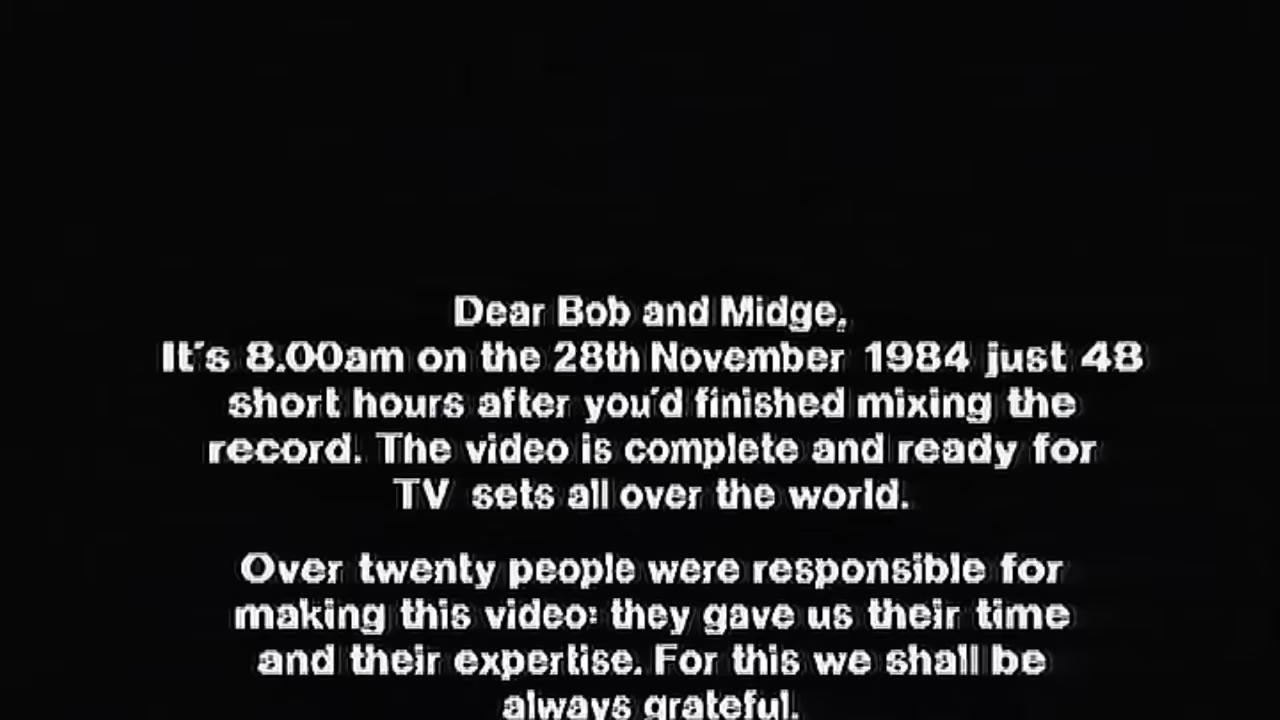 Dear Bob and Midge,
It's 8.00am on the 28th November 1984 just 48
short hours after you'd finished mixing the
record. The video is complete and ready for
TV sets all over the world.
Over twenty people were responsible for
making this video: they gave us their time
and their expertise. For this we shall be
always grateful.